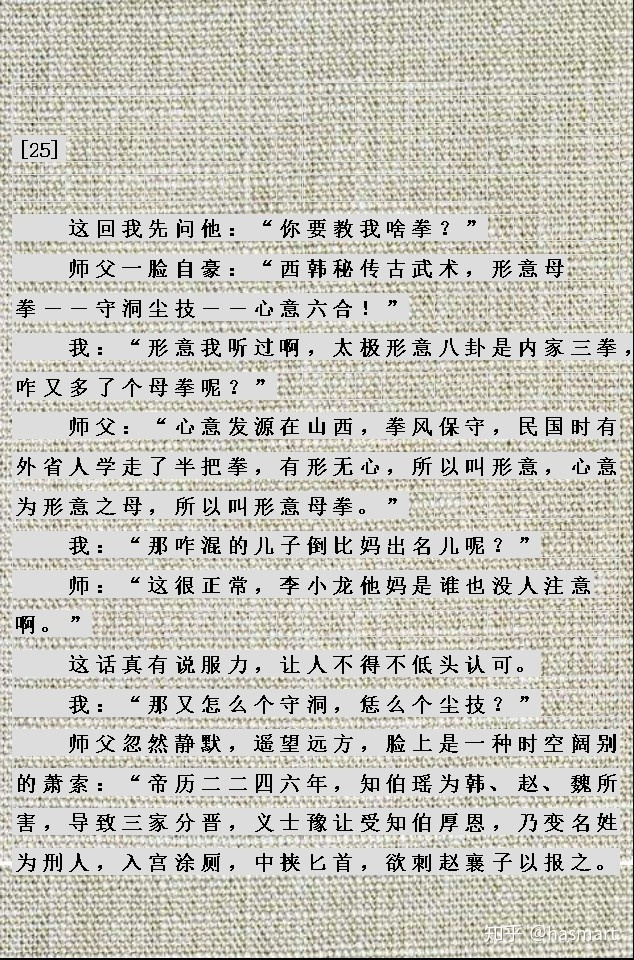 [25]
这回我先问他：“你要教我啥拳？”
师父一脸自豪：“西韩秘传古武术，形意母
拳——守洞尘技——心意六合！”
我：“形意我听过啊，太极形意八卦是内家三拳，
咋又多了个母拳呢？”
师父：“心意发源在山西，拳风保守，民国时有
外省人学走了半把拳，有形无心，所以叫形意，心意
为形意之母，所以叫形意母拳。”
我：“那咋混的儿子倒比妈出名儿呢？”
师：“这很正常，李小龙他妈是谁也没人注意
啊。”
这话真有说服力，让人不得不低头认可。
我：“那又怎么个守洞，恁么个尘技？”
师父忽然静默，遥望远方，脸上是一种时空阔别
的萧索：“帝历二二四六年，知伯瑶为韩、赵、魏所
害，导致三家分晋，义士豫让受知伯厚恩，乃变名姓
为刑人，入宫涂厕，中挟匕首，欲刺赵襄子以报之。
知乎 @hasmart